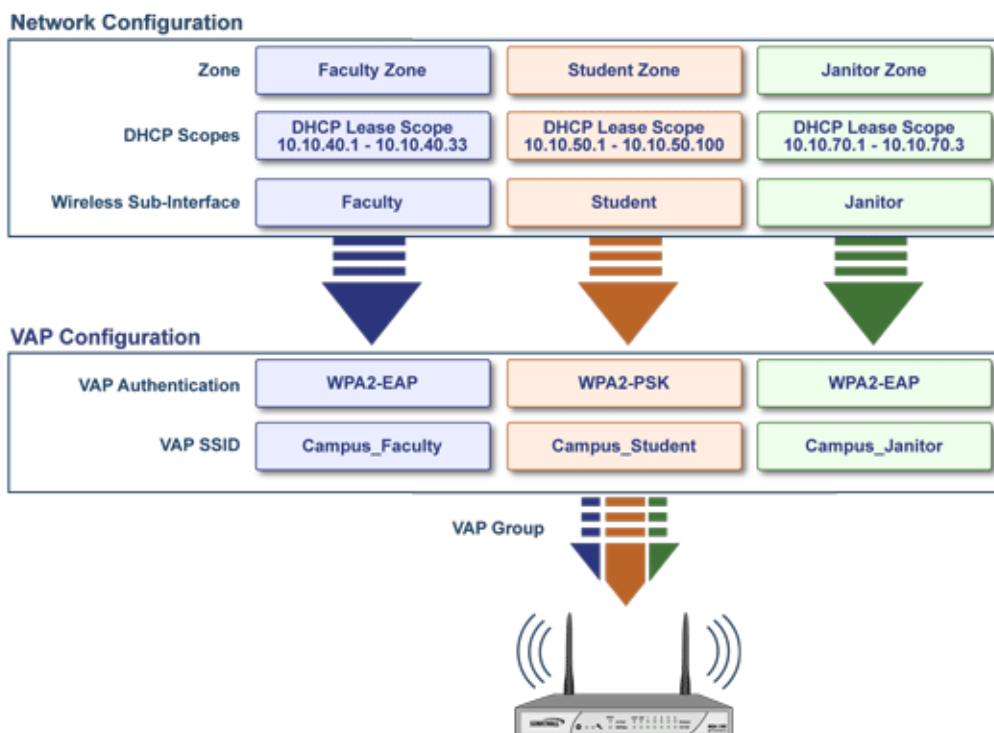 Network Configuration
Zone
Faculty Zone
Student Zone
Janitor Zone
DHCP Scopes
DHCP Lease Scope
10.10.40.1 - 10.10.40.33
DHCP Lease Scope
10.10.50.1 - 10.10.50.100
DHCP Lease Scope
10.10.70.1 - 10.10.70.3
Wireless Sub-Interface
Faculty
Student
Janitor
VAP Configuration
VAP Authentication
WPA2-EAP
WPA2-PSK
WPA2-EAP
VAP SSID
Campus_Faculty
Campus_Student
Campus_Janitor
VAP Group